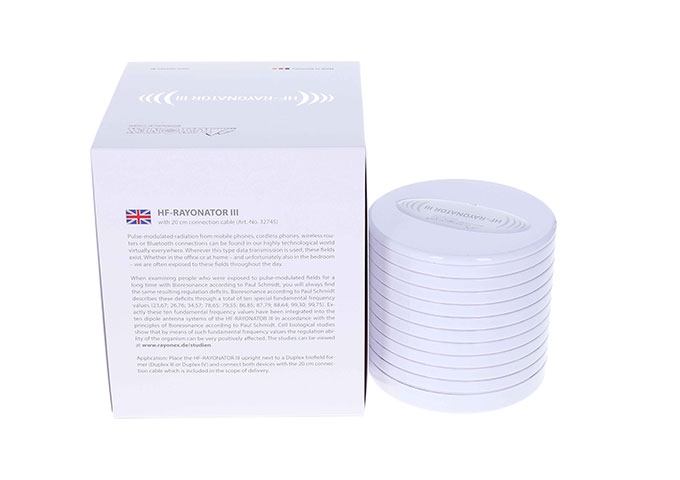 HF-RAYONATOR III
HF-RAYONATOR III
with 20 cm connection cable (Art.-No. 32745)
Pulse-modulated radiation from mobile phones, cordless phones, wireless rou-
ters or Bluetooth connections can be found in our highly technological world
virtually everywhere. Wherever this type data transmission is used, these fields
exist. Whether in the office or at home – and unfortunately also in the bedroom
– we are often exposed to these fields throughout the day.
When examining people who were exposed to pulse-modulated fields for a
long time with Bioresonance according to Paul Schmidt, you will always find
the same resulting regulation deficits. Bioresonance according to Paul Schmidt
describes these deficits through a total of ten special fundamental frequency
values (23,67; 26,76; 34,57; 78,65; 79,55; 86,85; 87,79; 88,64; 99,30; 99,75). Ex-
actly these ten fundamental frequency values have been integrated into the
ten dipole antenna systems of the HF-RAYONATOR III in accordance with the
principles of Bioresonance according to Paul Schmidt. Cell biological studies
show that by means of such fundamental frequency values the regulation abi-
lity of the organism can be very positively affected. The studies can be viewed
at www.rayonex.de/studien.
Application: Place the HF-RAYONATOR III upright next to a Duplex biofield for-
mer (Duplex II or Duplex IV) and connect both devices with the 20 cm connec-
tion cable which is included in the scope of delivery.
HF-RAYONATOR III